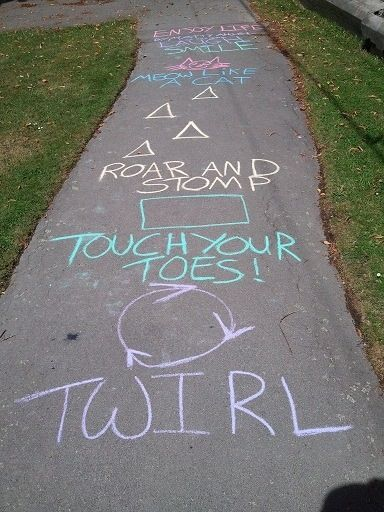 ENJOY LIFE
SMILE
MEOW LIKE
A CAT
ROAR AND
STOMP
TOUCH YOUR
TOES!
TWIRL